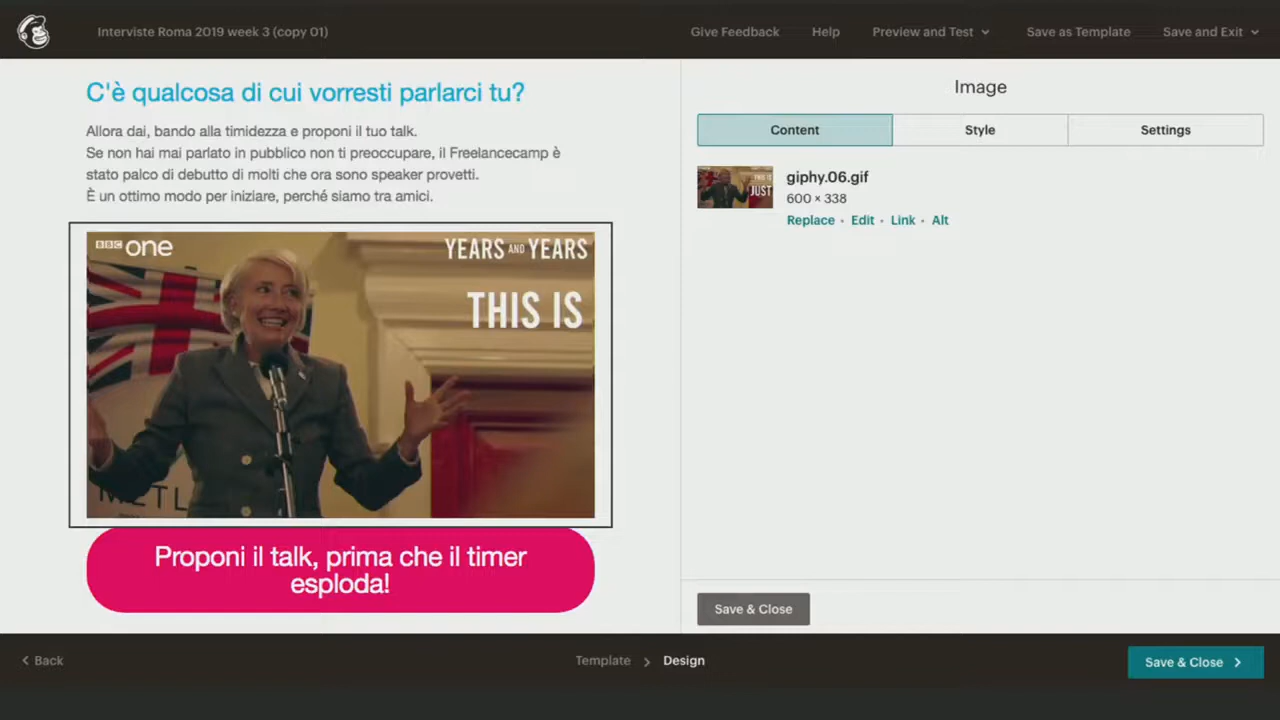 Interviste Roma 2019 week 3 (copy 01)
Give Feedback
Help
Preview and Test
Save as Template
Save and Exit
C'è qualcosa di cui vorresti parlarci tu?
Allora dai, bando alla timidezza e proponi il tuo talk.
Se non hai mai parlato in pubblico non ti preoccupare, il Freelancecamp è
stato palco di debutto di molti che ora sono speaker provetti.
È un ottimo modo per iniziare, perché siamo tra amici.
BBC one
YEARS AND YEARS
THIS IS
METL
Proponi il talk, prima che il timer
esploda!
Image
Content
Style
Settings
THIS IS
JUST
giphy.06.gif
600 × 338
Replace · Edit · Link · Alt
Save & Close
Back
Template
Design
Save & Close